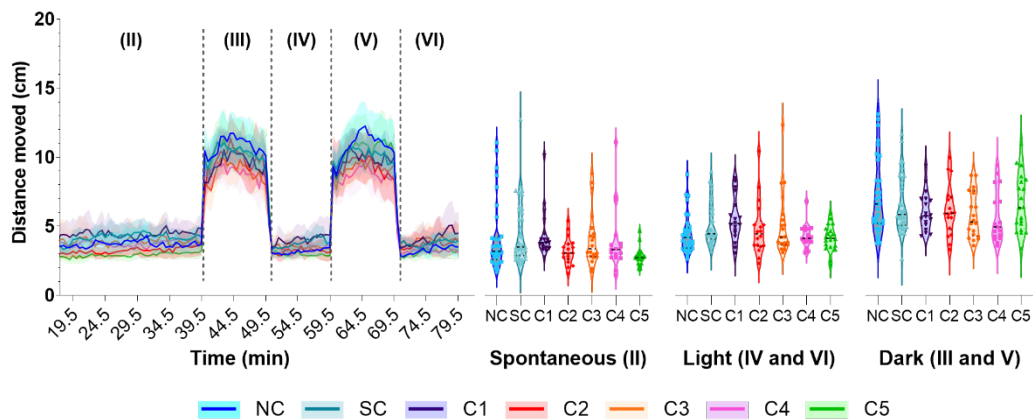 Distance moved (cm)
20
15
10
5
0
(II)
(III)
(IV)
(V)
(VI)
19.5
24.5
29.5
34.5
39.5
44.5
49.5
54.5
59.5
64.5
69.5
74.5
79.5
Time (min)
NC SC C1 C2 C3 C4 C5
Spontaneous (II)
NC SC C1 C2 C3 C4 C5
Light (IV and VI)
NC SC C1 C2 C3 C4 C5
Dark (III and V)
NC SC C1 C2 C3 C4 C5